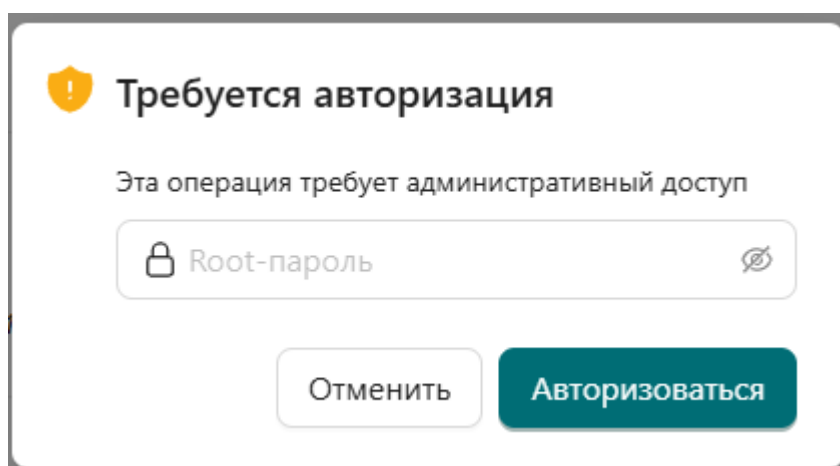 Требуется авторизация
Эта операция требует административный доступ
Root-пароль
Отменить Авторизоваться